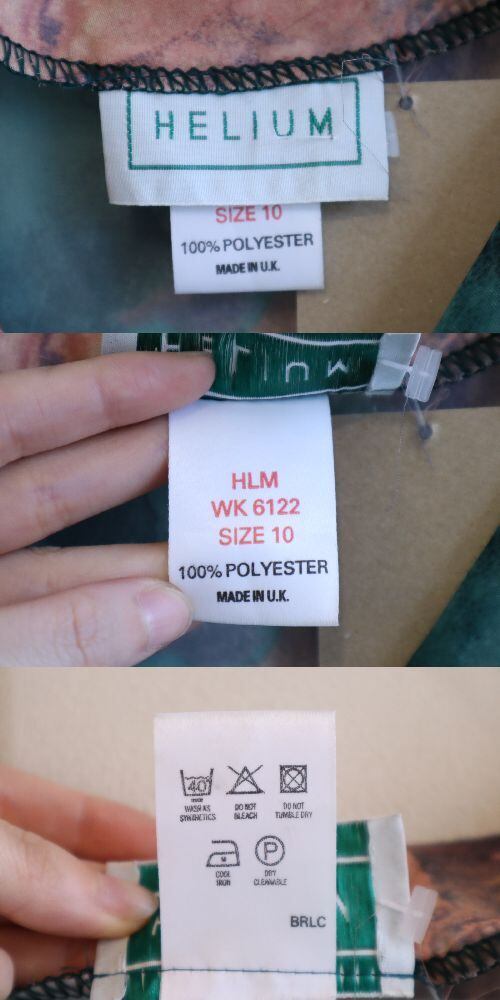 HELIUM
SIZE 10
100% POLYESTER
MADE IN U.K.
HLM
WK 6122
SIZE 10
100% POLYESTER
MADE IN U.K.
40°
WASH AS
SYNTHETICS
DO NOT
BLEACH
DO NOT
TUMBLE DRY
COOL
IRON
P
DRY
CLEANABLE
BRLC